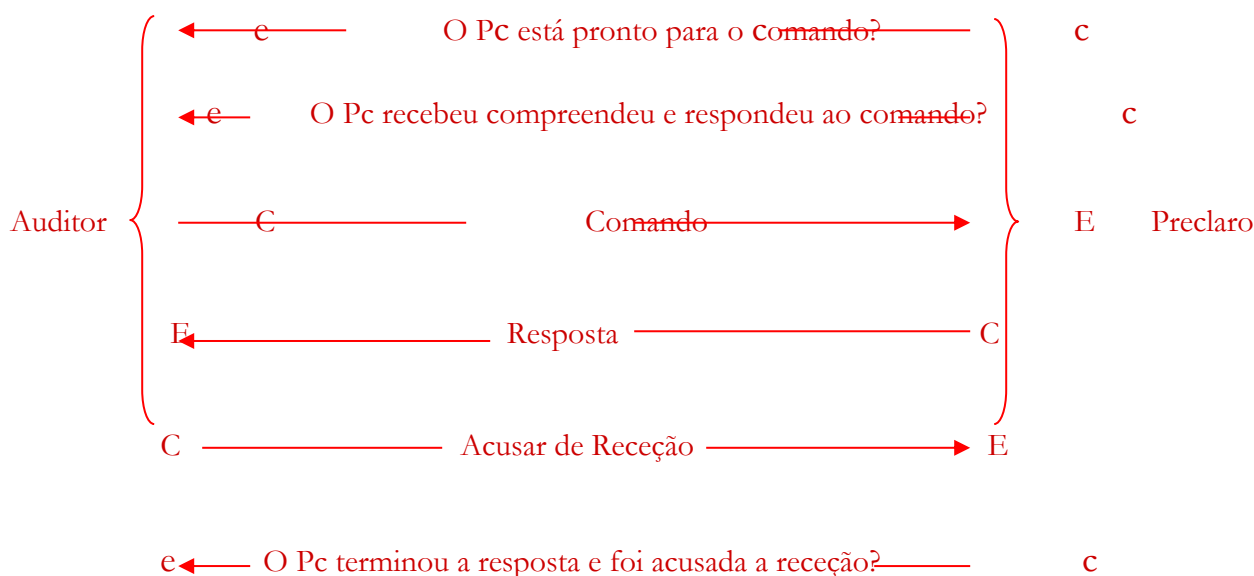 e O Pc está pronto para o comando? c
e O Pc recebeu compreendeu e respondeu ao comando? c
Auditor C Comando E Preclaro
E Resposta C
C Acusar de Receção E
e O Pc terminou a resposta e foi acusada a receção? c